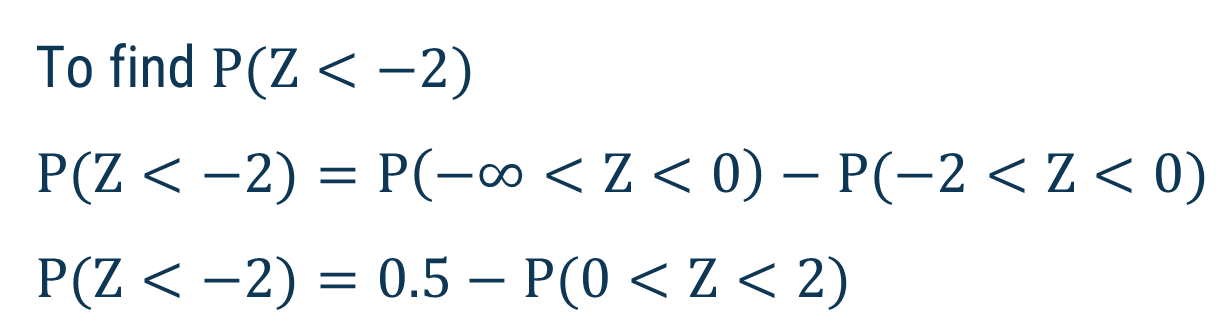 To find P(Z < −2)
P(Z < −2) = P(−∞ < Z < 0) − P(−2 < Z < 0)
P(Z < −2) = 0.5 − P(0 < Z < 2)